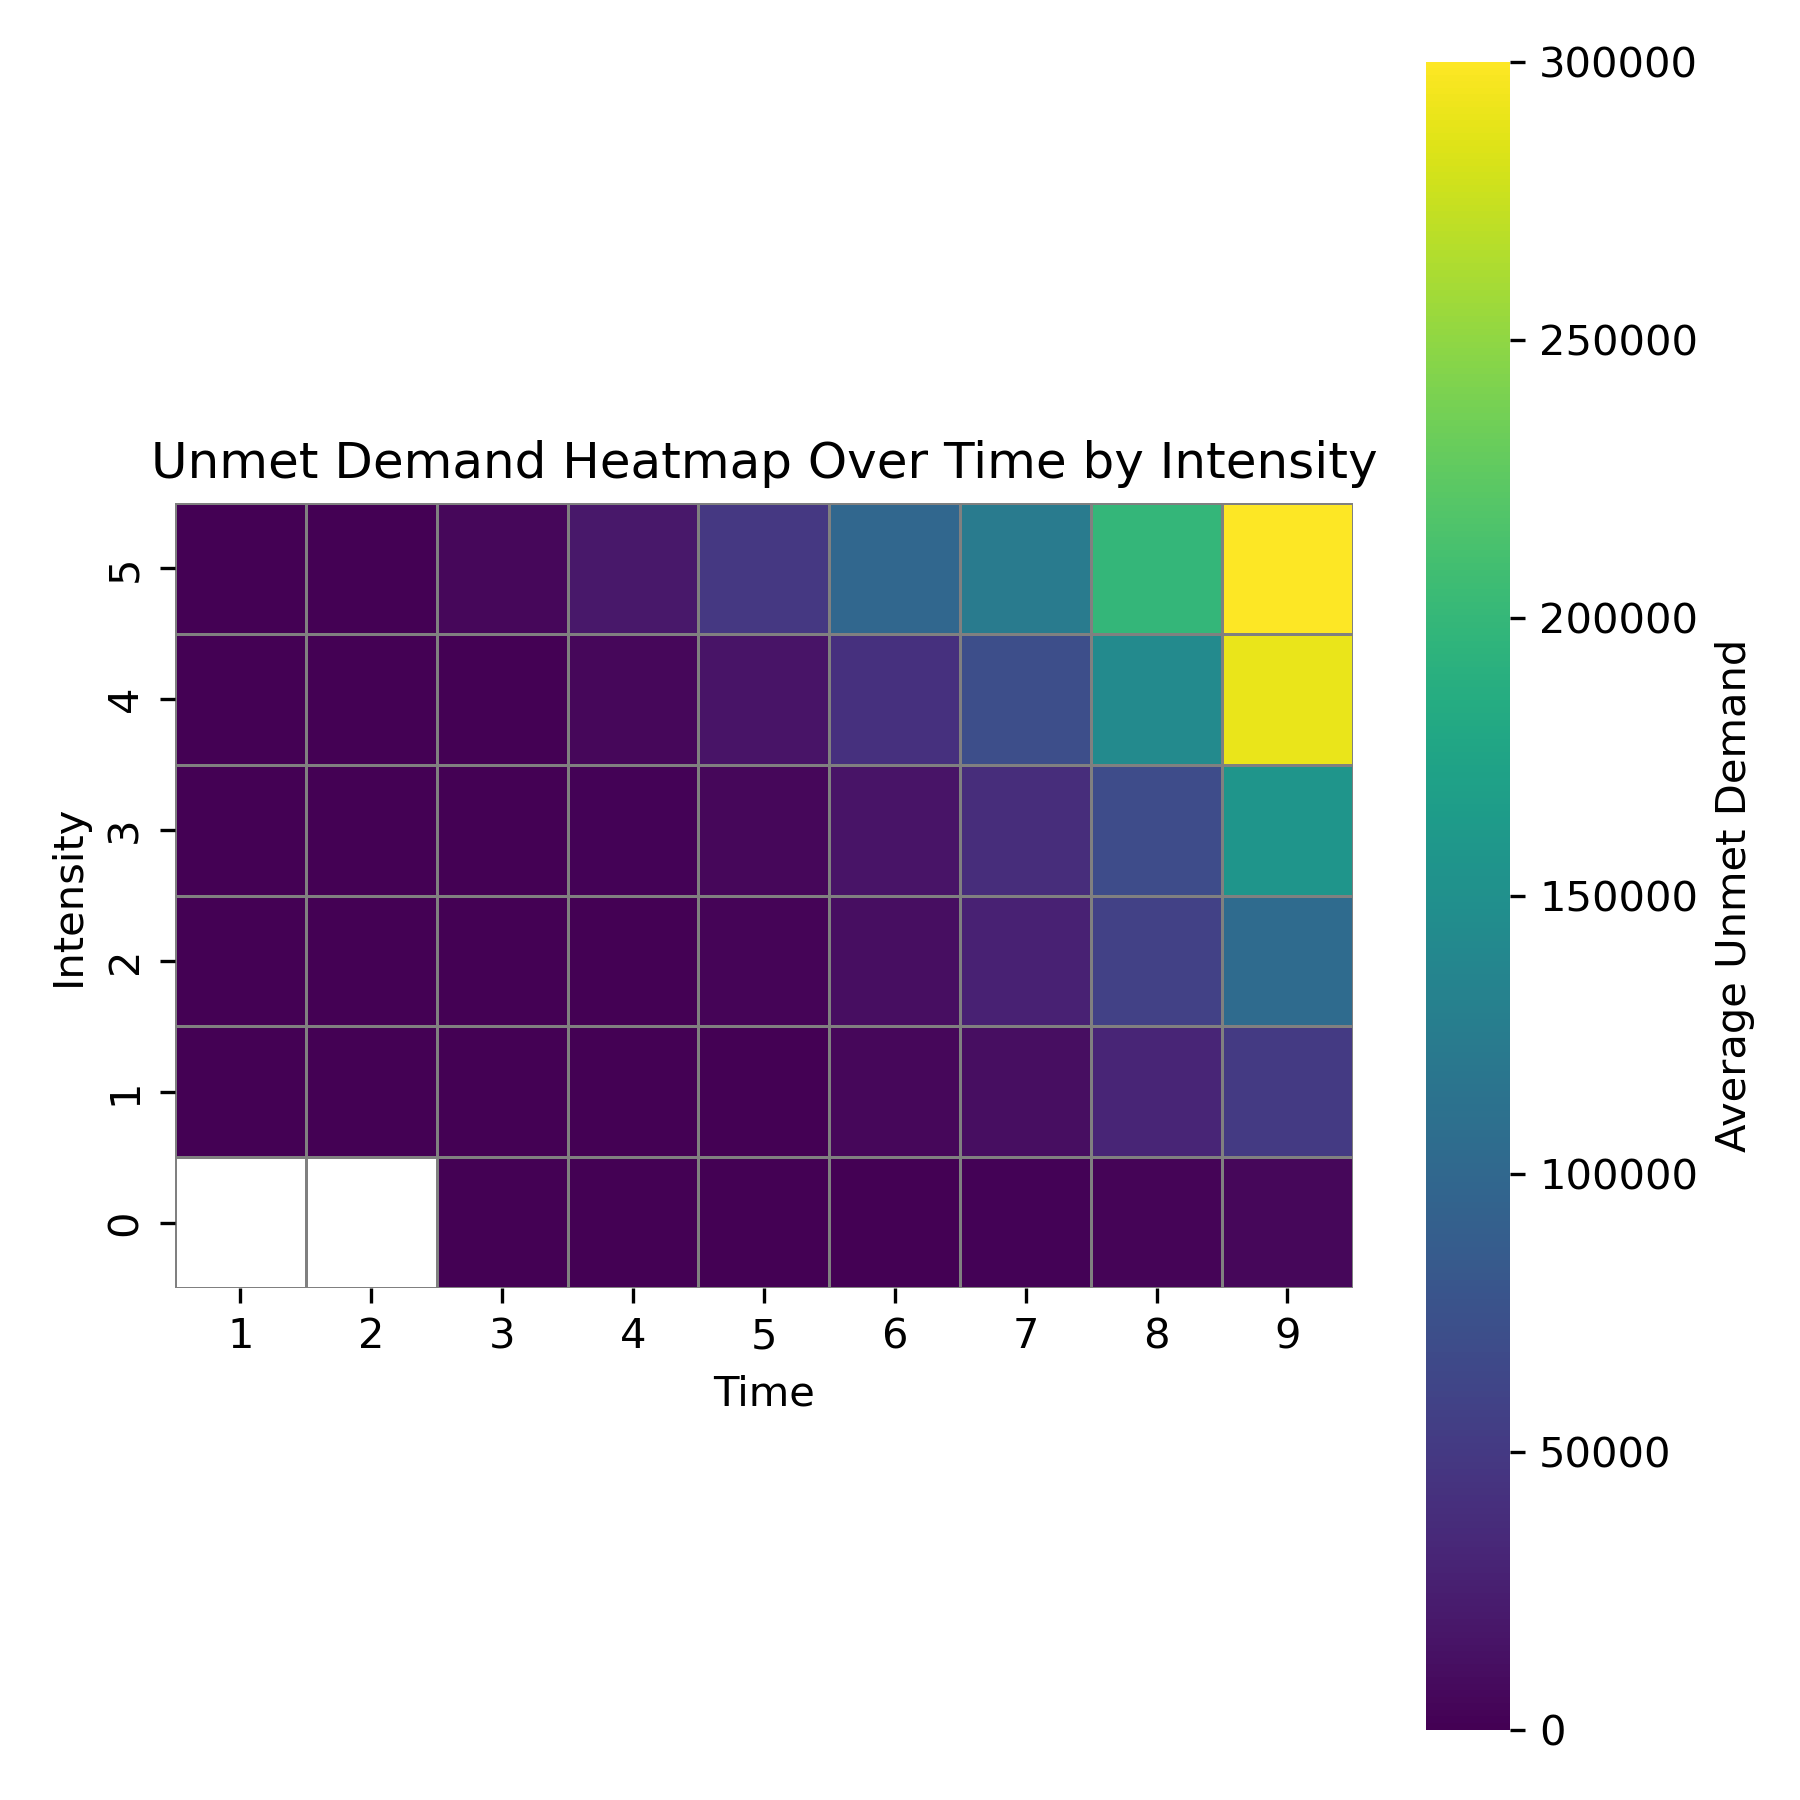 Unmet Demand Heatmap Over Time by Intensity
Intensity
5
4
3
2
1
0
1 2 3 4 5 6 7 8 9
Time
300000
250000
200000
150000
100000
50000
0
Average Unmet Demand